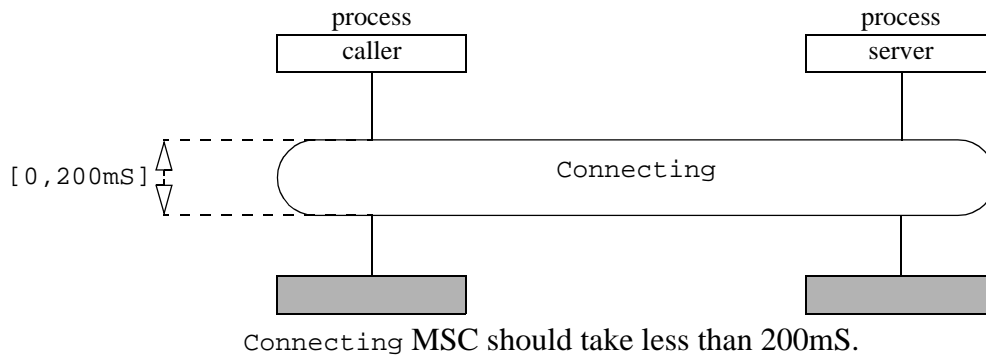 process process
caller server
[0,200mS] Connecting
Connecting MSC should take less than 200mS.